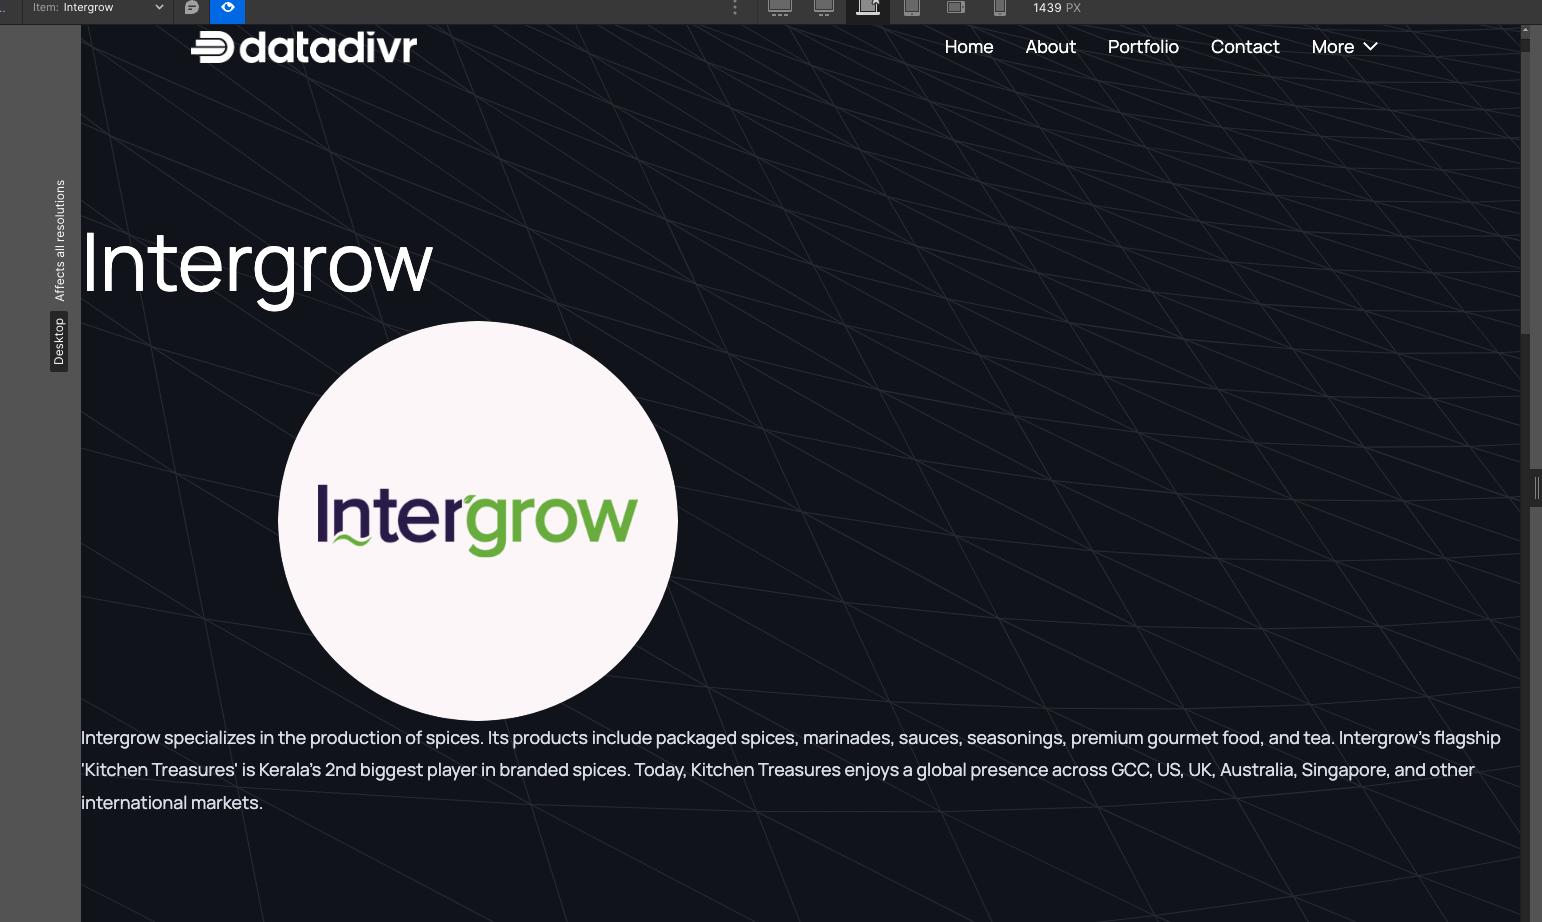 Item: Intergrow
1439 PX
datadivr
Home About Portfolio Contact More
Affects all resolutions
Desktop
Intergrow
Intergrow
Intergrow specializes in the production of spices. Its products include packaged spices, marinades, sauces, seasonings, premium gourmet food, and tea. Intergrow's flagship
'Kitchen Treasures' is Kerala's 2nd biggest player in branded spices. Today, Kitchen Treasures enjoys a global presence across GCC, US, UK, Australia, Singapore, and other
international markets.